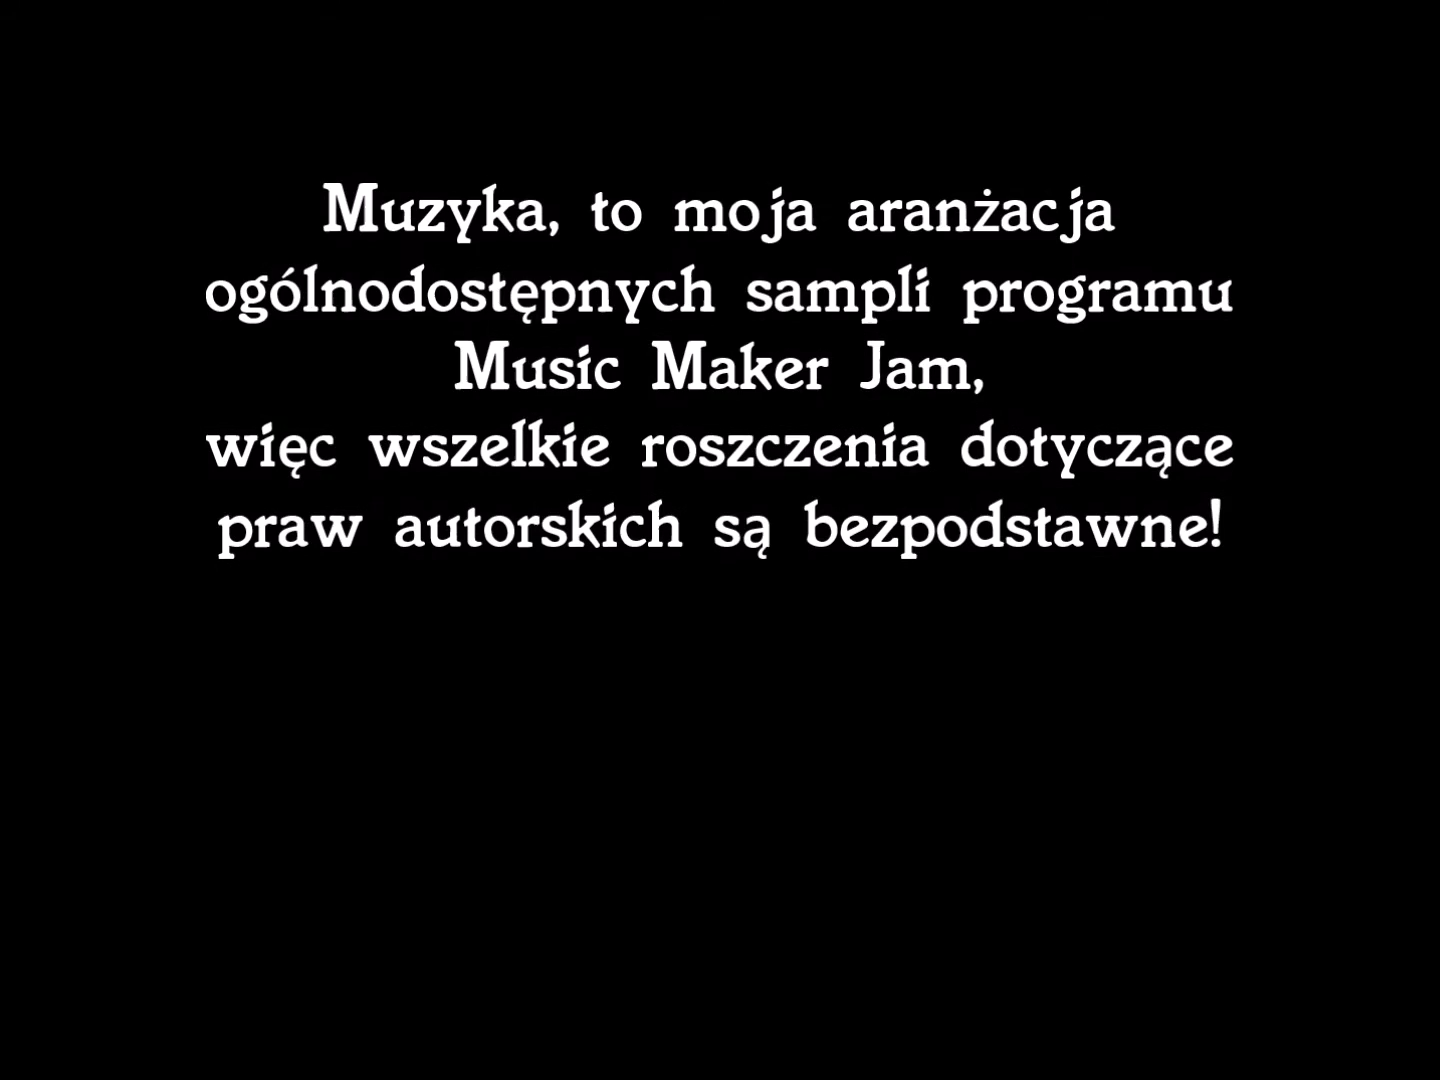 Muzyka, to moja aranżacja
ogólnodostępnych sampli programu
Music Maker Jam,
więc wszelkie roszczenia dotyczące
praw autorskich są bezpodstawne!